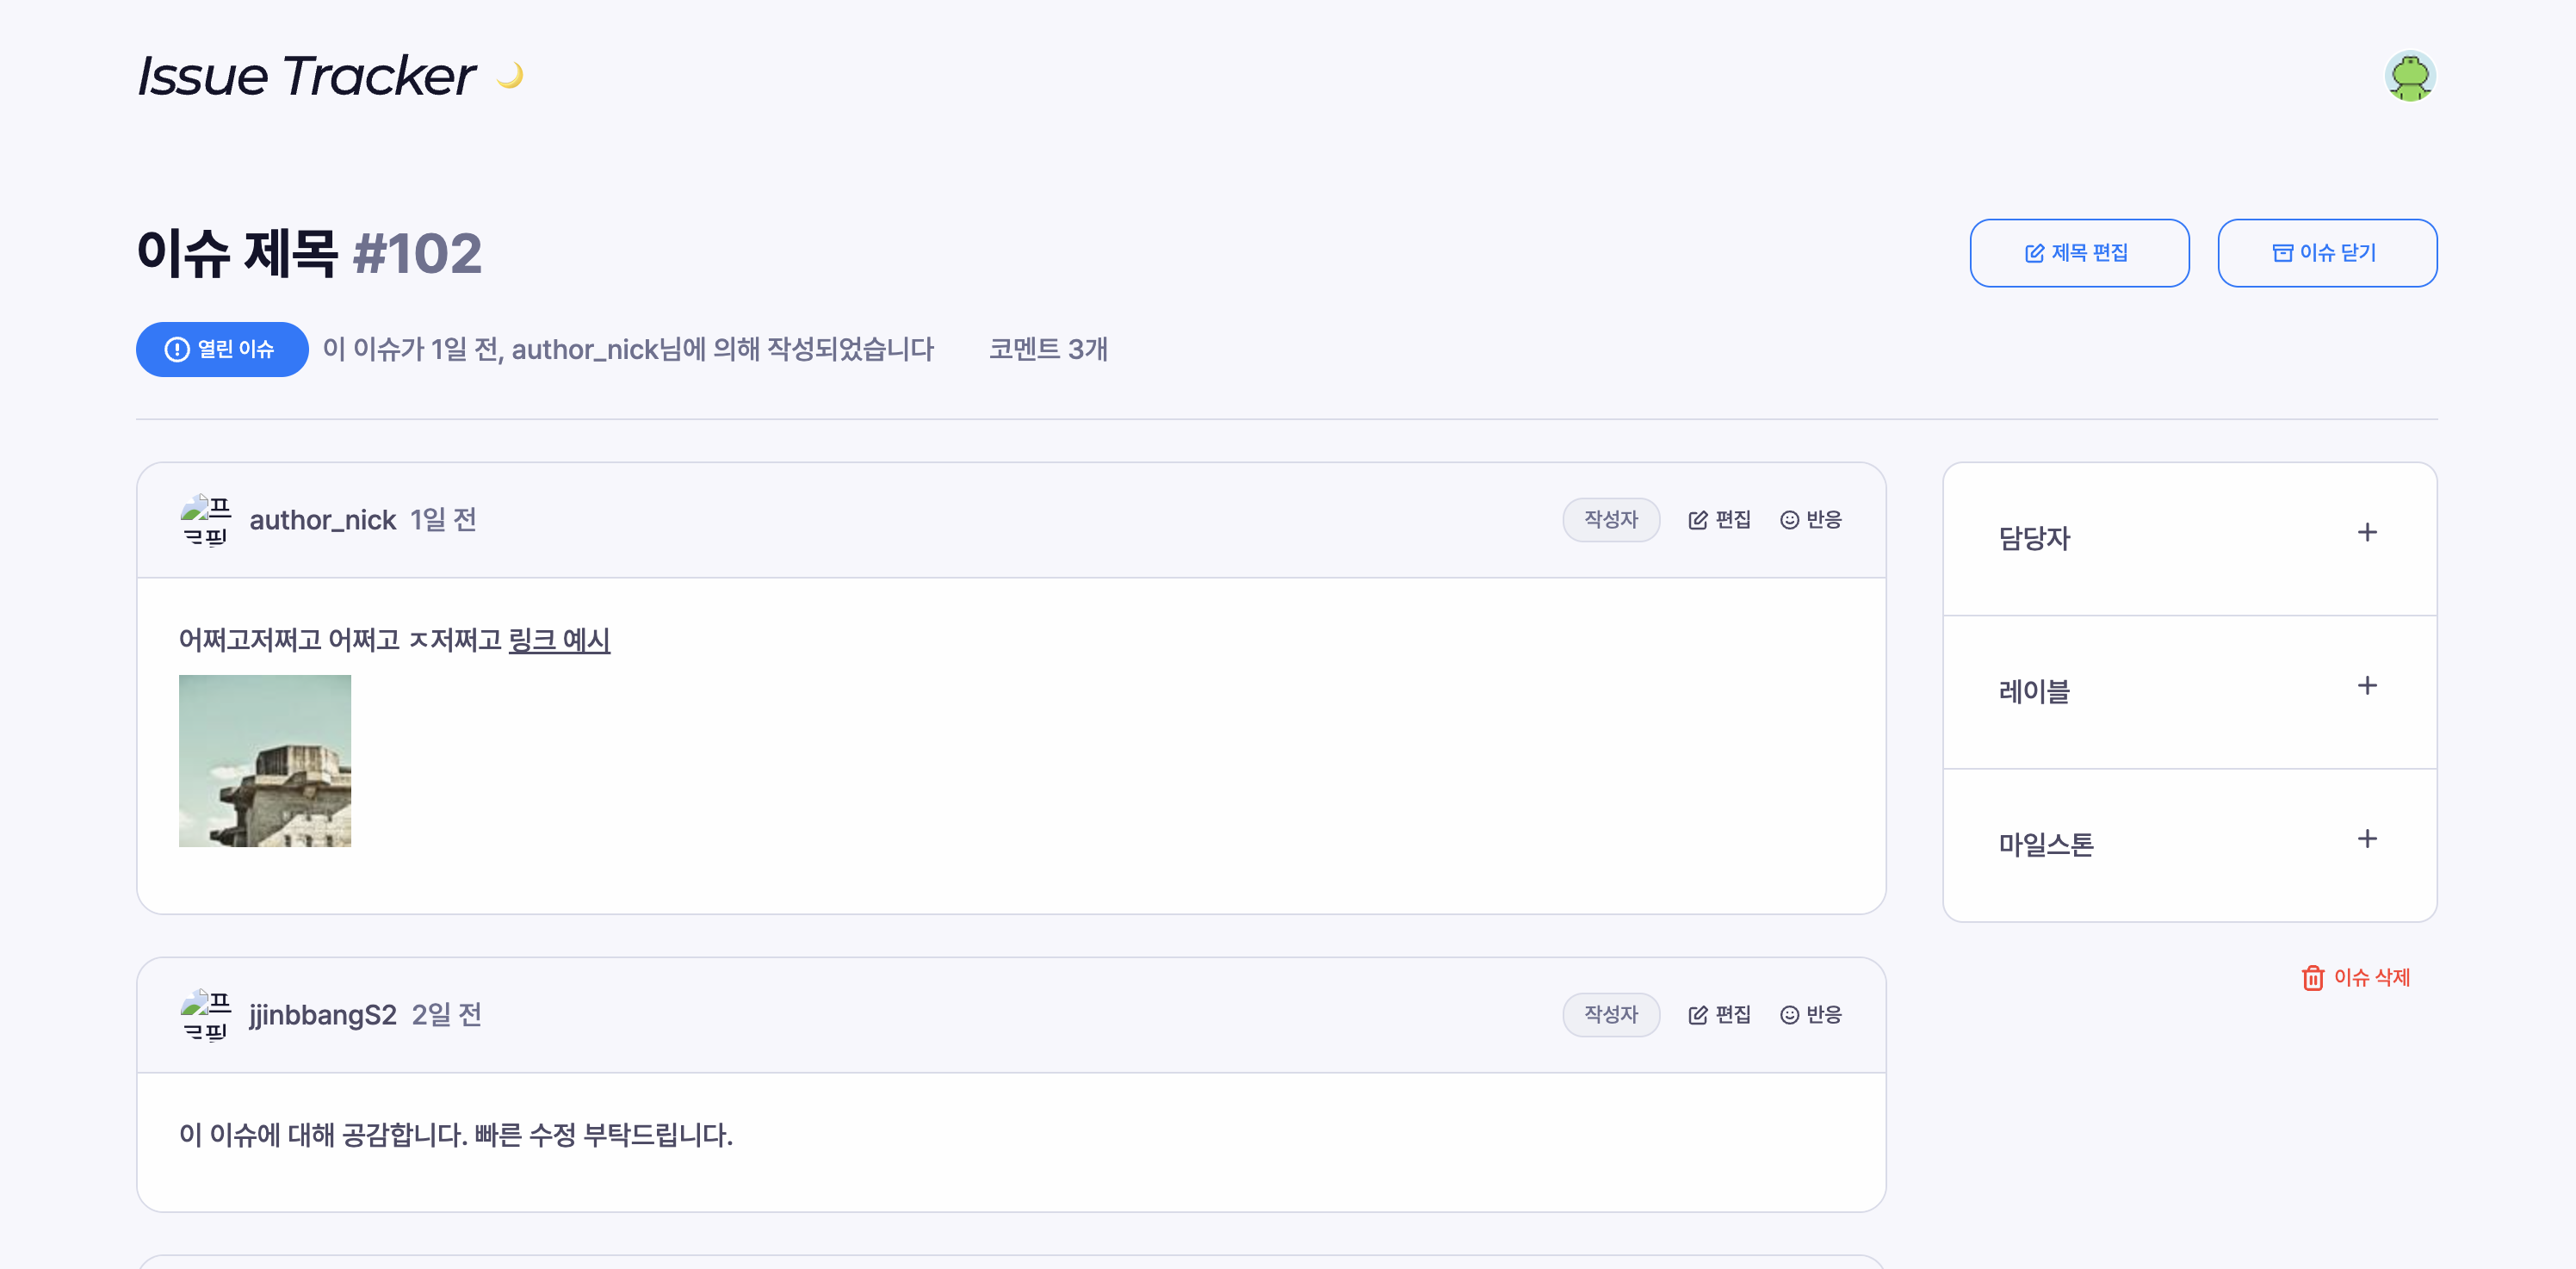 Issue Tracker
이슈 제목 #102
제목 편집
이슈 닫기
열린 이슈
이 이슈가 1일 전, author_nick님에 의해 작성되었습니다
코멘트 3개
프
author_nick 1일 전
작성자
편집
반응
어쩌고저쩌고 어쩌고 ㅈ저쩌고 링크 예시
프
jjinbbangS2 2일 전
작성자
편집
반응
이 이슈에 대해 공감합니다. 빠른 수정 부탁드립니다.
담당자
레이블
마일스톤
이슈 삭제